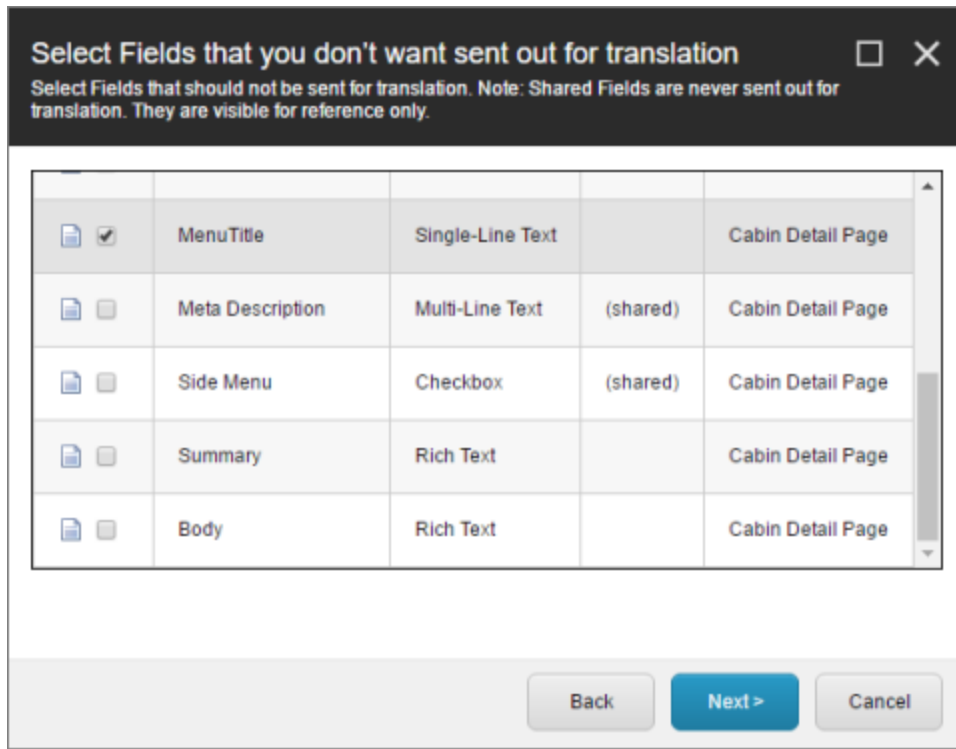 Select Fields that you don't want sent out for translation
Select Fields that should not be sent for translation. Note: Shared Fields are never sent out for
translation. They are visible for reference only.
MenuTitle Single-Line Text Cabin Detail Page
Meta Description Multi-Line Text (shared) Cabin Detail Page
Side Menu Checkbox (shared) Cabin Detail Page
Summary Rich Text Cabin Detail Page
Body Rich Text Cabin Detail Page
Back Next > Cancel